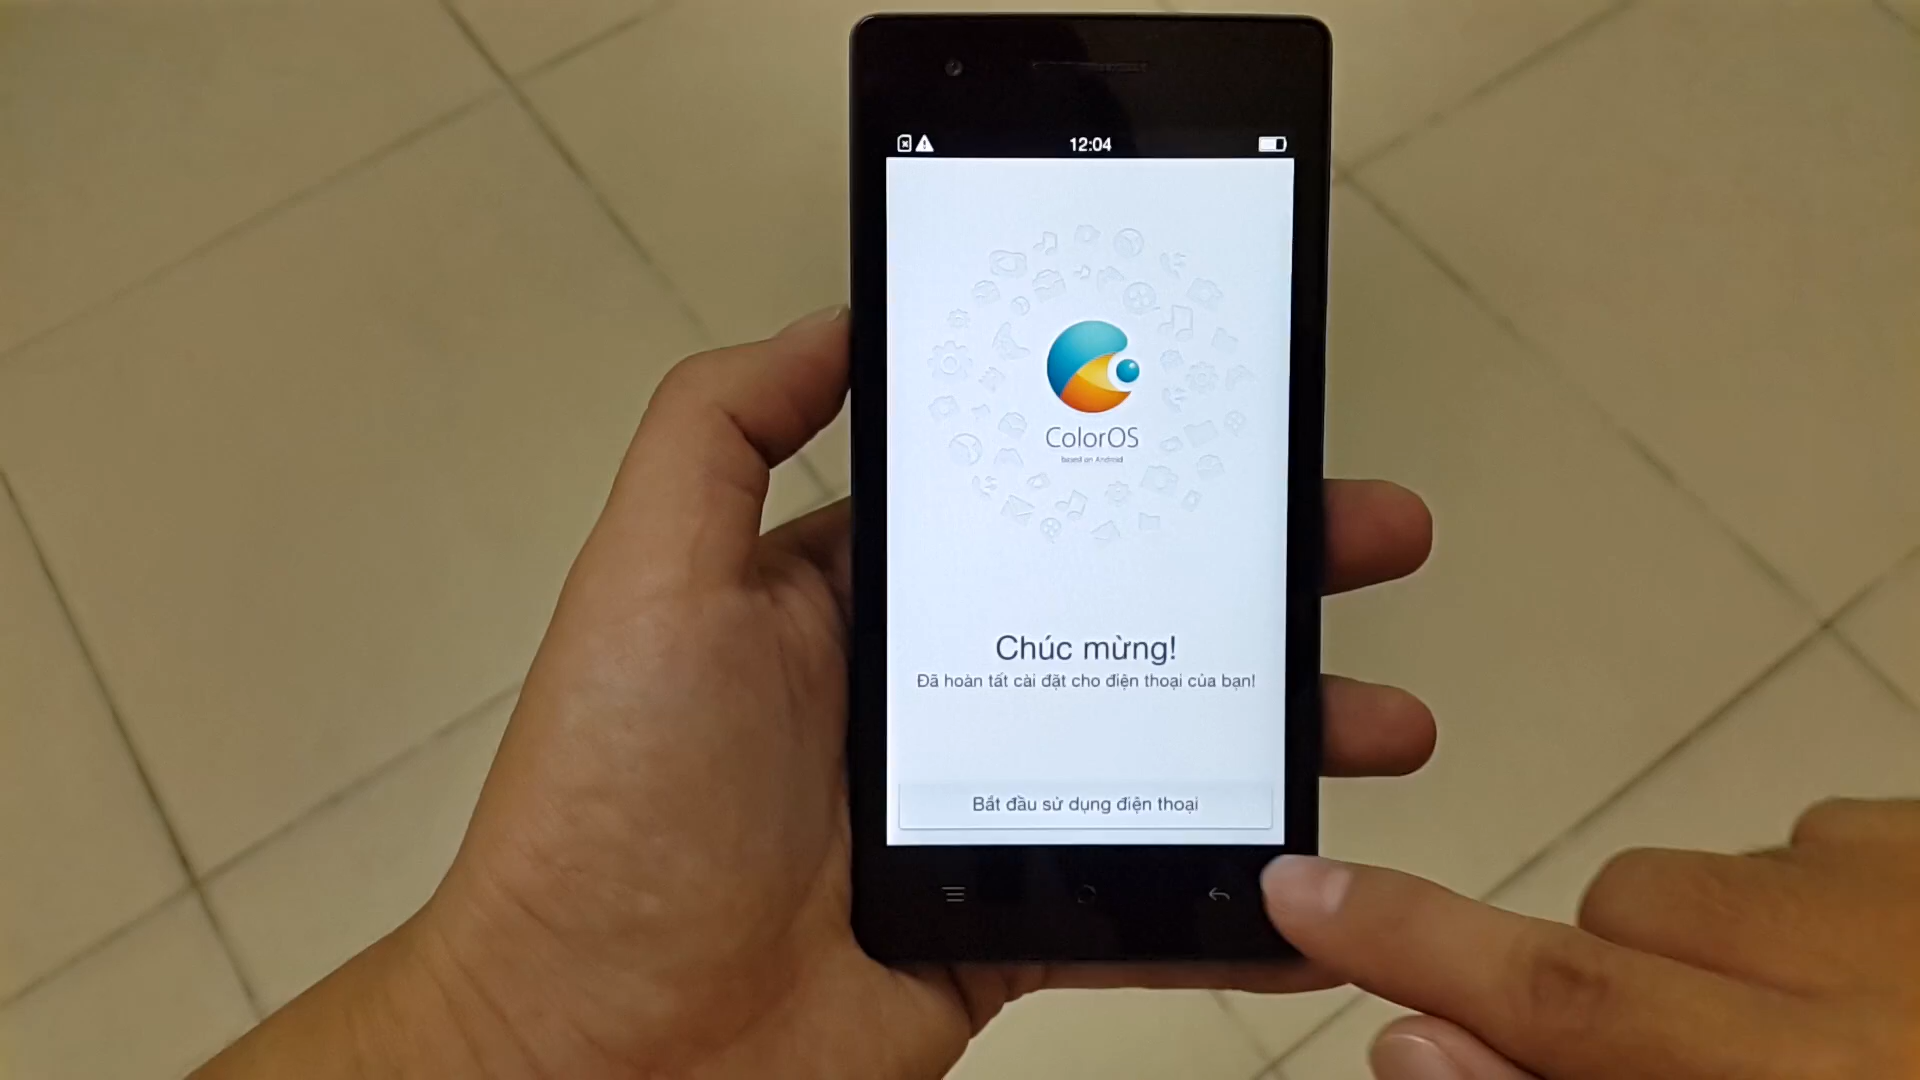 12:04
ColorOS
based on Android
Chúc mừng!
Đã hoàn tất cài đặt cho điện thoại của bạn!
Bắt đầu sử dụng điện thoại